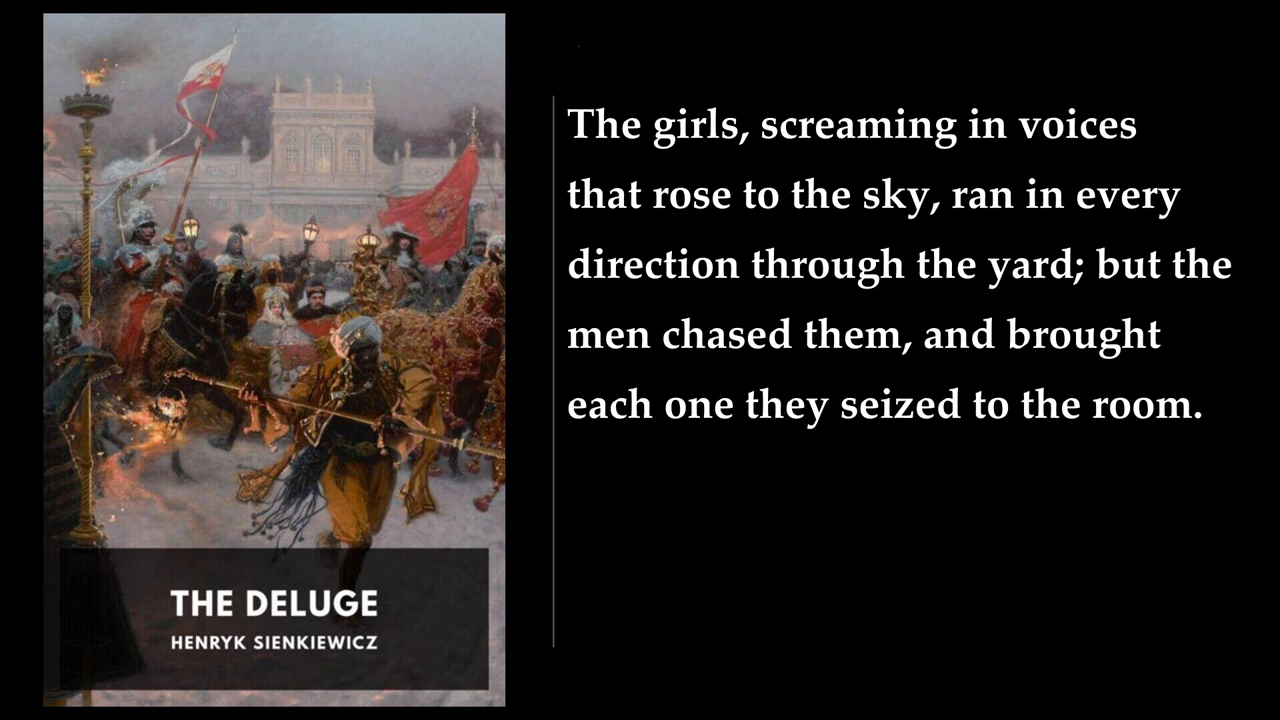 THE DELUGE
HENRYK SIENKIEWICZ
The girls, screaming in voices
that rose to the sky, ran in every
direction through the yard; but the
men chased them, and brought
each one they seized to the room.